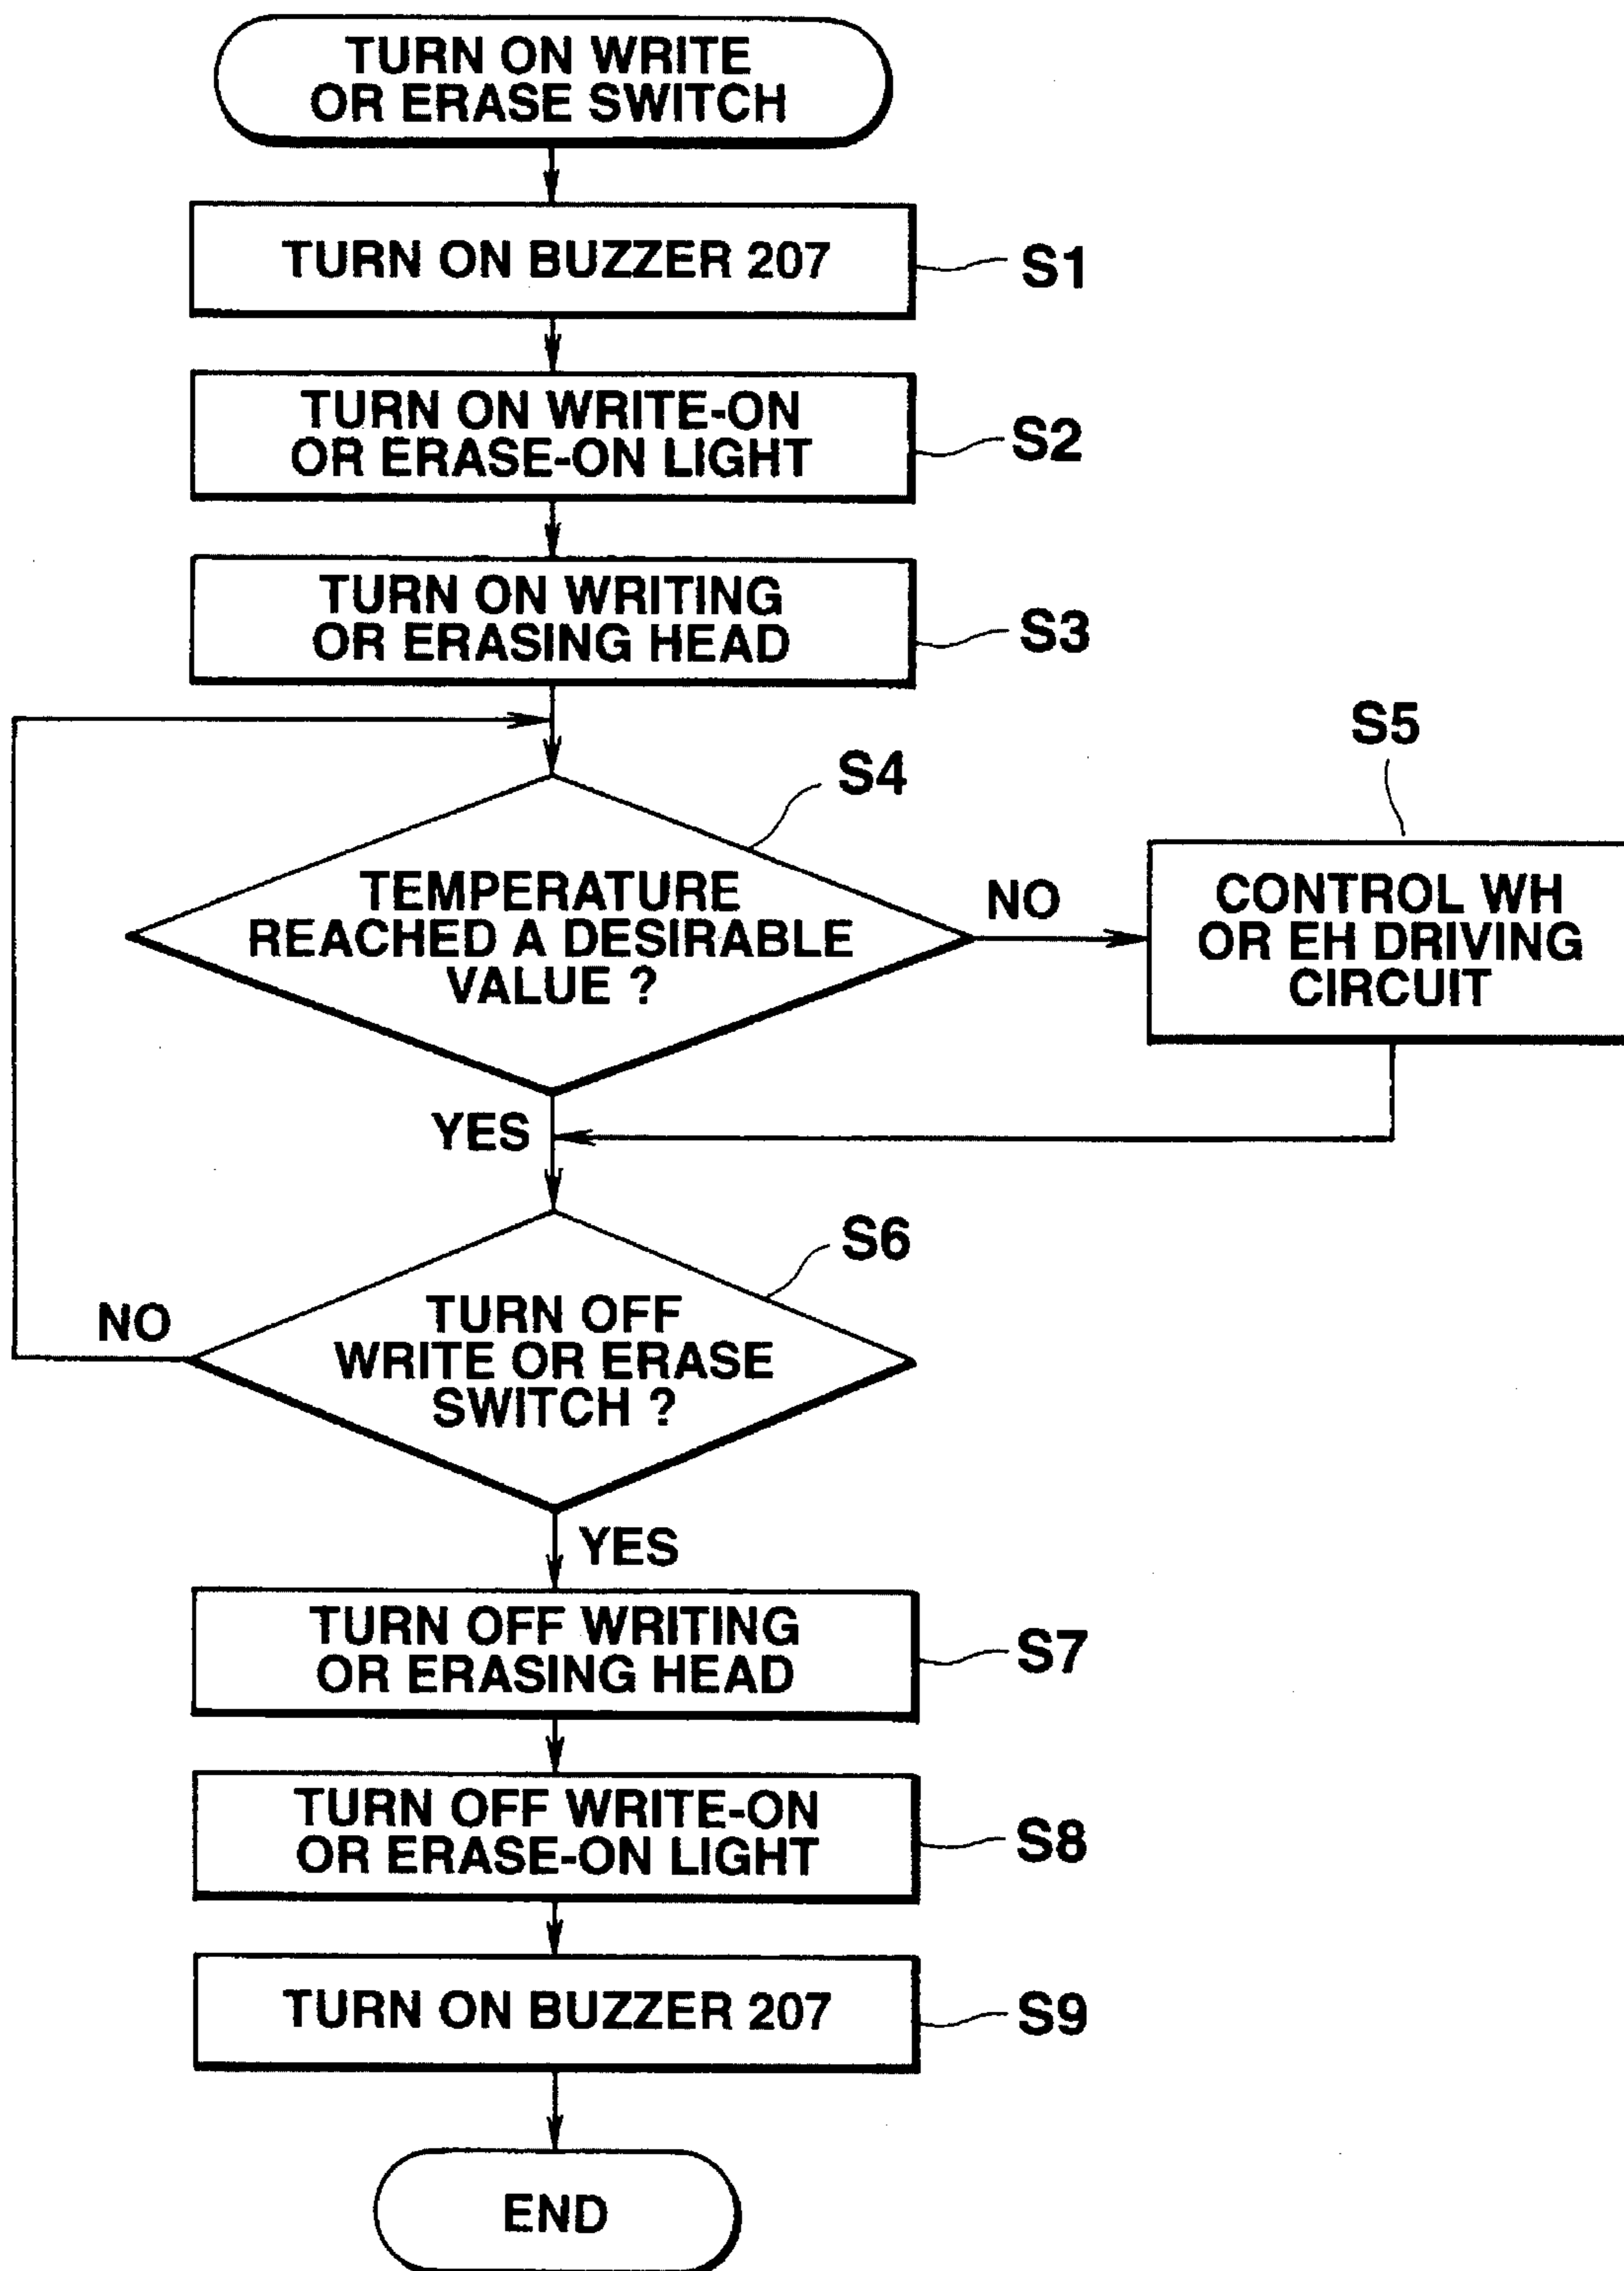 TURN ON WRITE
OR ERASE SWITCH
TURN ON BUZZER 207
S1
TURN ON WRITE-ON
OR ERASE-ON LIGHT
S2
TURN ON WRITING
OR ERASING HEAD
S3
S4
TEMPERATURE
REACHED A DESIRABLE
VALUE ?
NO
S5
CONTROL WH
OR EH DRIVING
CIRCUIT
YES
S6
TURN OFF
WRITE OR ERASE
SWITCH ?
NO
YES
TURN OFF WRITING
OR ERASING HEAD
S7
TURN OFF WRITE-ON
OR ERASE-ON LIGHT
S8
TURN ON BUZZER 207
S9
END